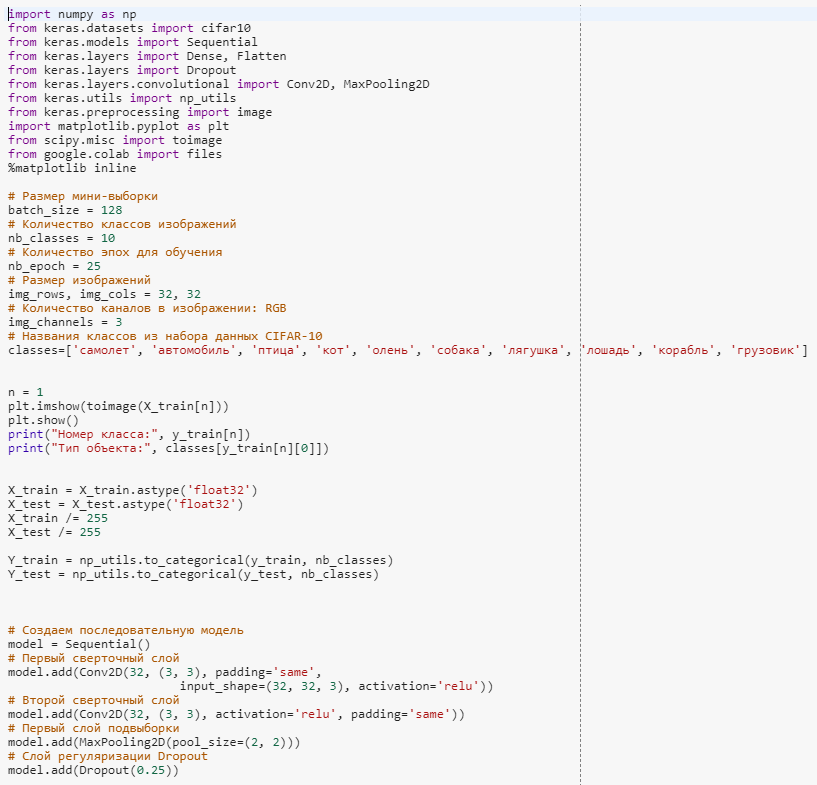 import numpy as np
from keras.datasets import cifar10
from keras.models import Sequential
from keras.layers import Dense, Flatten
from keras.layers import Dropout
from keras.layers.convolutional import Conv2D, MaxPooling2D
from keras.utils import np_utils
from keras.preprocessing import image
import matplotlib.pyplot as plt
from scipy.misc import toimage
from google.colab import files
%matplotlib inline
# Размер мини-выборки
batch_size = 128
# Количество классов изображений
nb_classes = 10
# Количество эпох для обучения
nb_epoch = 25
# Размер изображений
img_rows, img_cols = 32, 32
# Количество каналов в изображении: RGB
img_channels = 3
# Названия классов из набора данных CIFAR-10
classes=['самолет', 'автомобиль', 'птица', 'кот', 'олень', 'собака', 'лягушка', 'лошадь', 'корабль', 'грузовик']
n = 1
plt.imshow(toimage(X_train[n]))
plt.show()
print("Номер класса:", y_train[n])
print("Тип объекта:", classes[y_train[n][0]])
X_train = X_train.astype('float32')
X_test = X_test.astype('float32')
X_train /= 255
X_test /= 255
Y_train = np_utils.to_categorical(y_train, nb_classes)
Y_test = np_utils.to_categorical(y_test, nb_classes)
# Создаем последовательную модель
model = Sequential()
# Первый сверточный слой
model.add(Conv2D(32, (3, 3), padding='same',
input_shape=(32, 32, 3), activation='relu'))
# Второй сверточный слой
model.add(Conv2D(32, (3, 3), activation='relu', padding='same'))
# Первый слой подвыборки
model.add(MaxPooling2D(pool_size=(2, 2)))
# Слой регуляризации Dropout
model.add(Dropout(0.25))